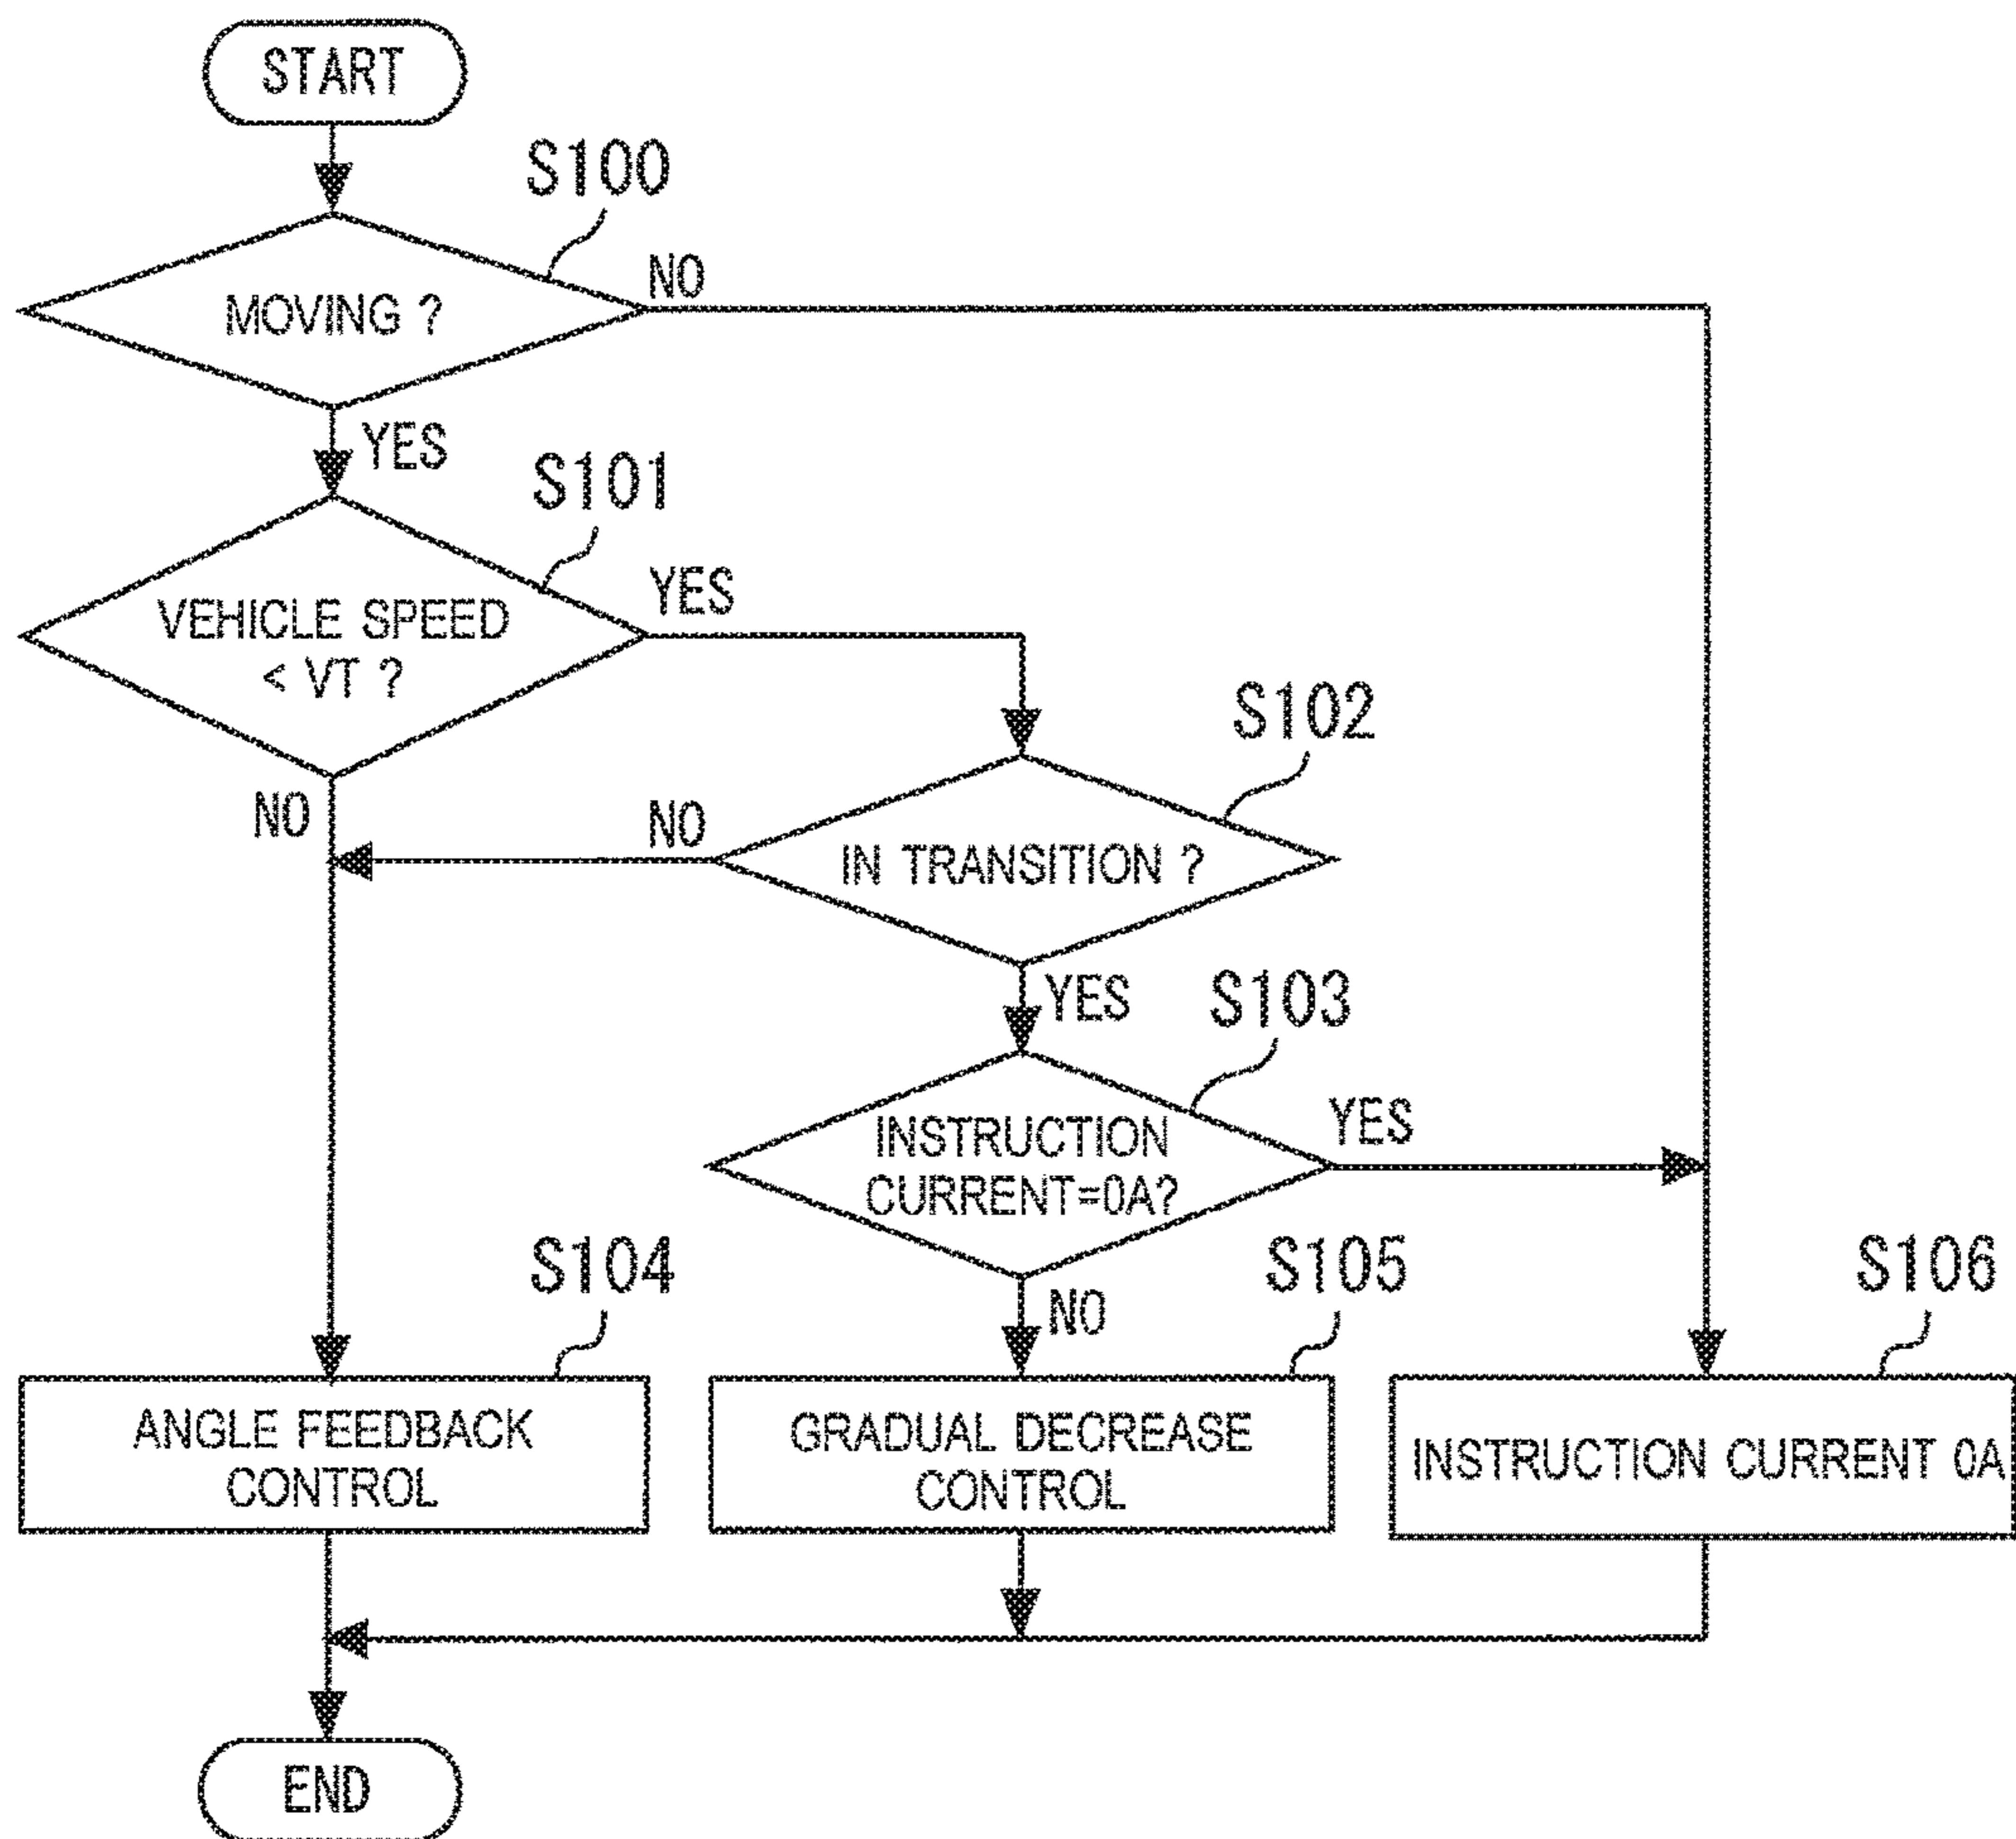 START
S100
MOVING ?
NO
YES
S101
VEHICLE SPEED
< VT ?
YES
NO
S102
IN TRANSITION ?
NO
YES
S103
INSTRUCTION
CURRENT=0A?
YES
NO
S104
ANGLE FEEDBACK
CONTROL
S105
GRADUAL DECREASE
CONTROL
S106
INSTRUCTION CURRENT 0A
END